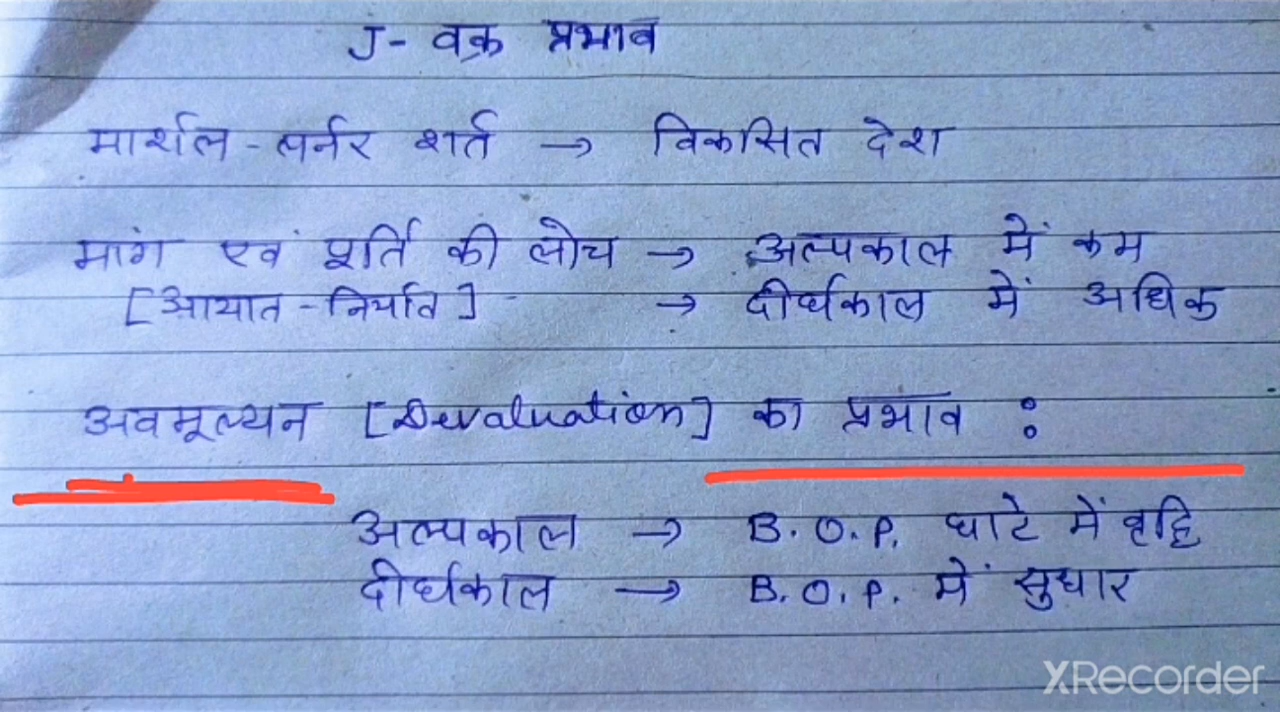 J- वक्र प्रभाव
मार्शल - लर्नर शर्त → विकसित देश
मांग एवं पूर्ति की लोच → अल्पकाल में कम
[आयात - निर्यात] → दीर्घकाल में अधिक
अवमूल्यन [Devaluation] का प्रभाव :
अल्पकाल → B.O.P. घाटे में वृद्धि
दीर्घकाल → B.O.P. में सुधार
XRecorder